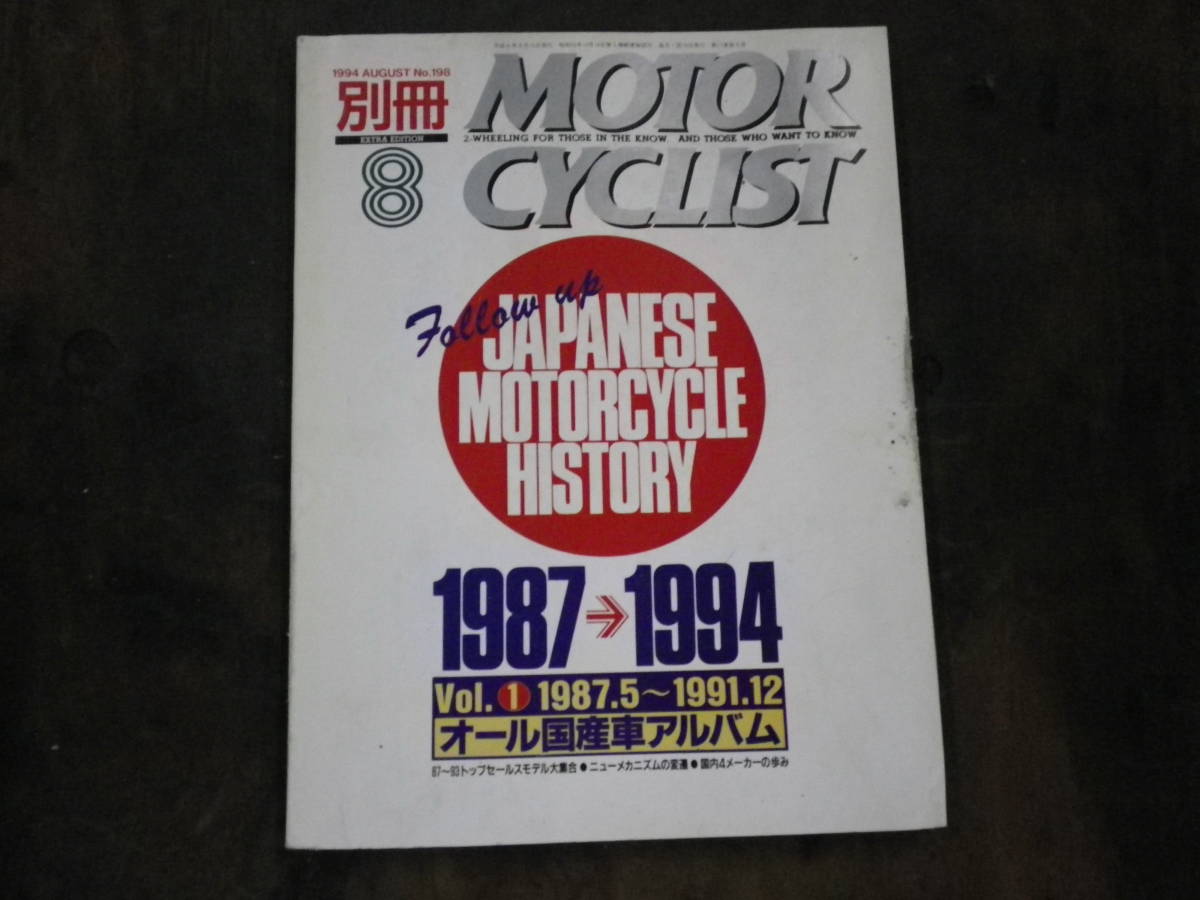 1994 AUGUST No.198
別冊
EXTRA EDITION
8
MOTOR
2-WHEELING FOR THOSE IN THE KNOW AND THOSE WHO WANT TO KNOW
CYCLIST
Follow up
JAPANESE
MOTORCYCLE
HISTORY
1987→1994
Vol.1 1987.5〜1991.12
オール国産車アルバム
87〜93トップセールスモデル大集合●ニューメカニズムの変遷●国内4メーカーの歩み